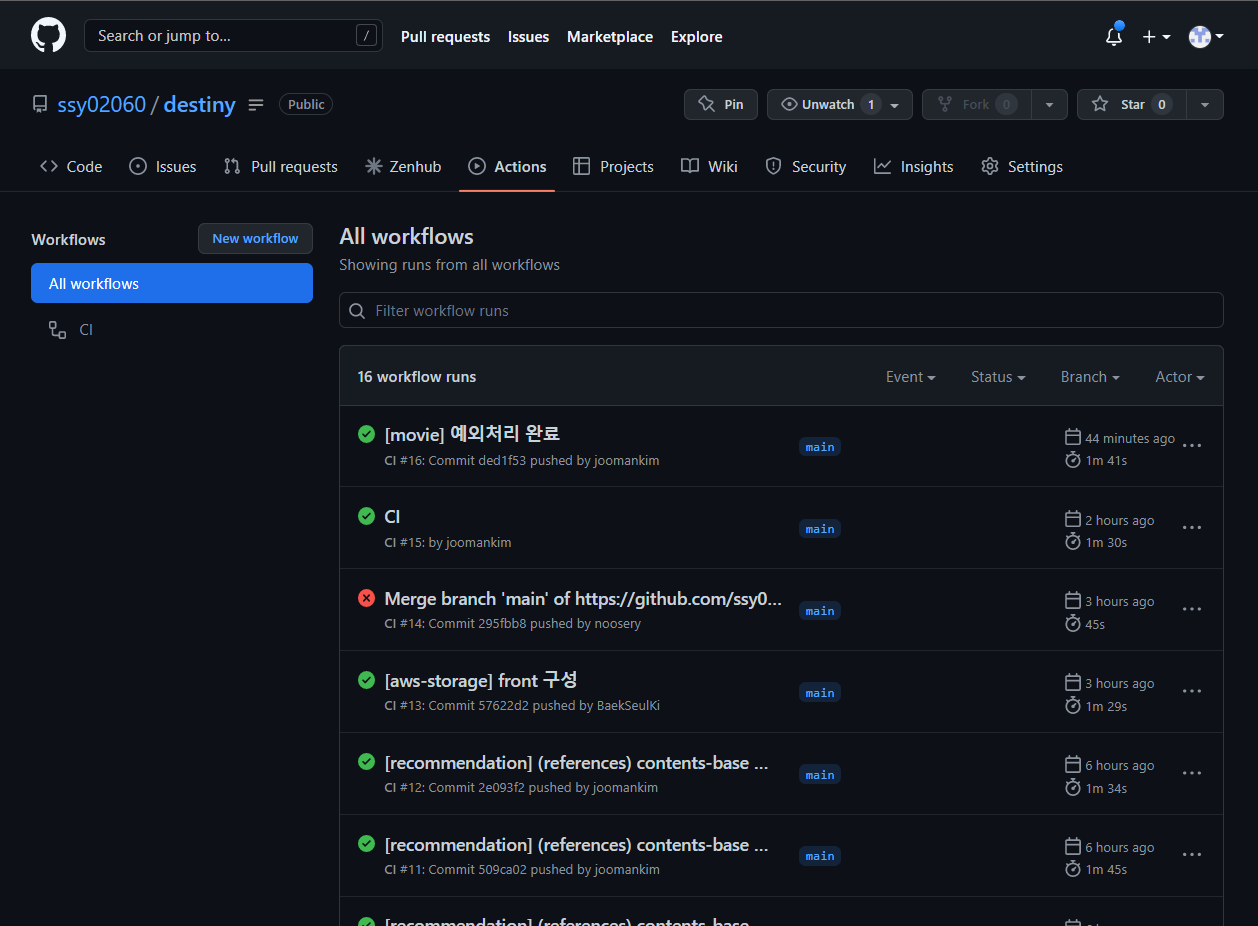 Search or jump to... /
Pull requests Issues Marketplace Explore
ssy02060 / destiny Public
Pin Unwatch 1 Fork 0 Star 0
Code Issues Pull requests Zenhub Actions Projects Wiki Security Insights Settings
Workflows New workflow
All workflows
CI
All workflows
Showing runs from all workflows
Filter workflow runs
16 workflow runs Event Status Branch Actor
[movie] 예외처리 완료
CI #16: Commit ded1f53 pushed by joomankim
main
44 minutes ago
1m 41s
CI
CI #15: by joomankim
main
2 hours ago
1m 30s
Merge branch 'main' of https://github.com/ssy0...
CI #14: Commit 295fbb8 pushed by noosery
main
3 hours ago
45s
[aws-storage] front 구성
CI #13: Commit 57622d2 pushed by BaekSeulKi
main
3 hours ago
1m 29s
[recommendation] (references) contents-base ...
CI #12: Commit 2e093f2 pushed by joomankim
main
6 hours ago
1m 34s
[recommendation] (references) contents-base ...
CI #11: Commit 509ca02 pushed by joomankim
main
6 hours ago
1m 45s
[recommendation] (references) contents-base